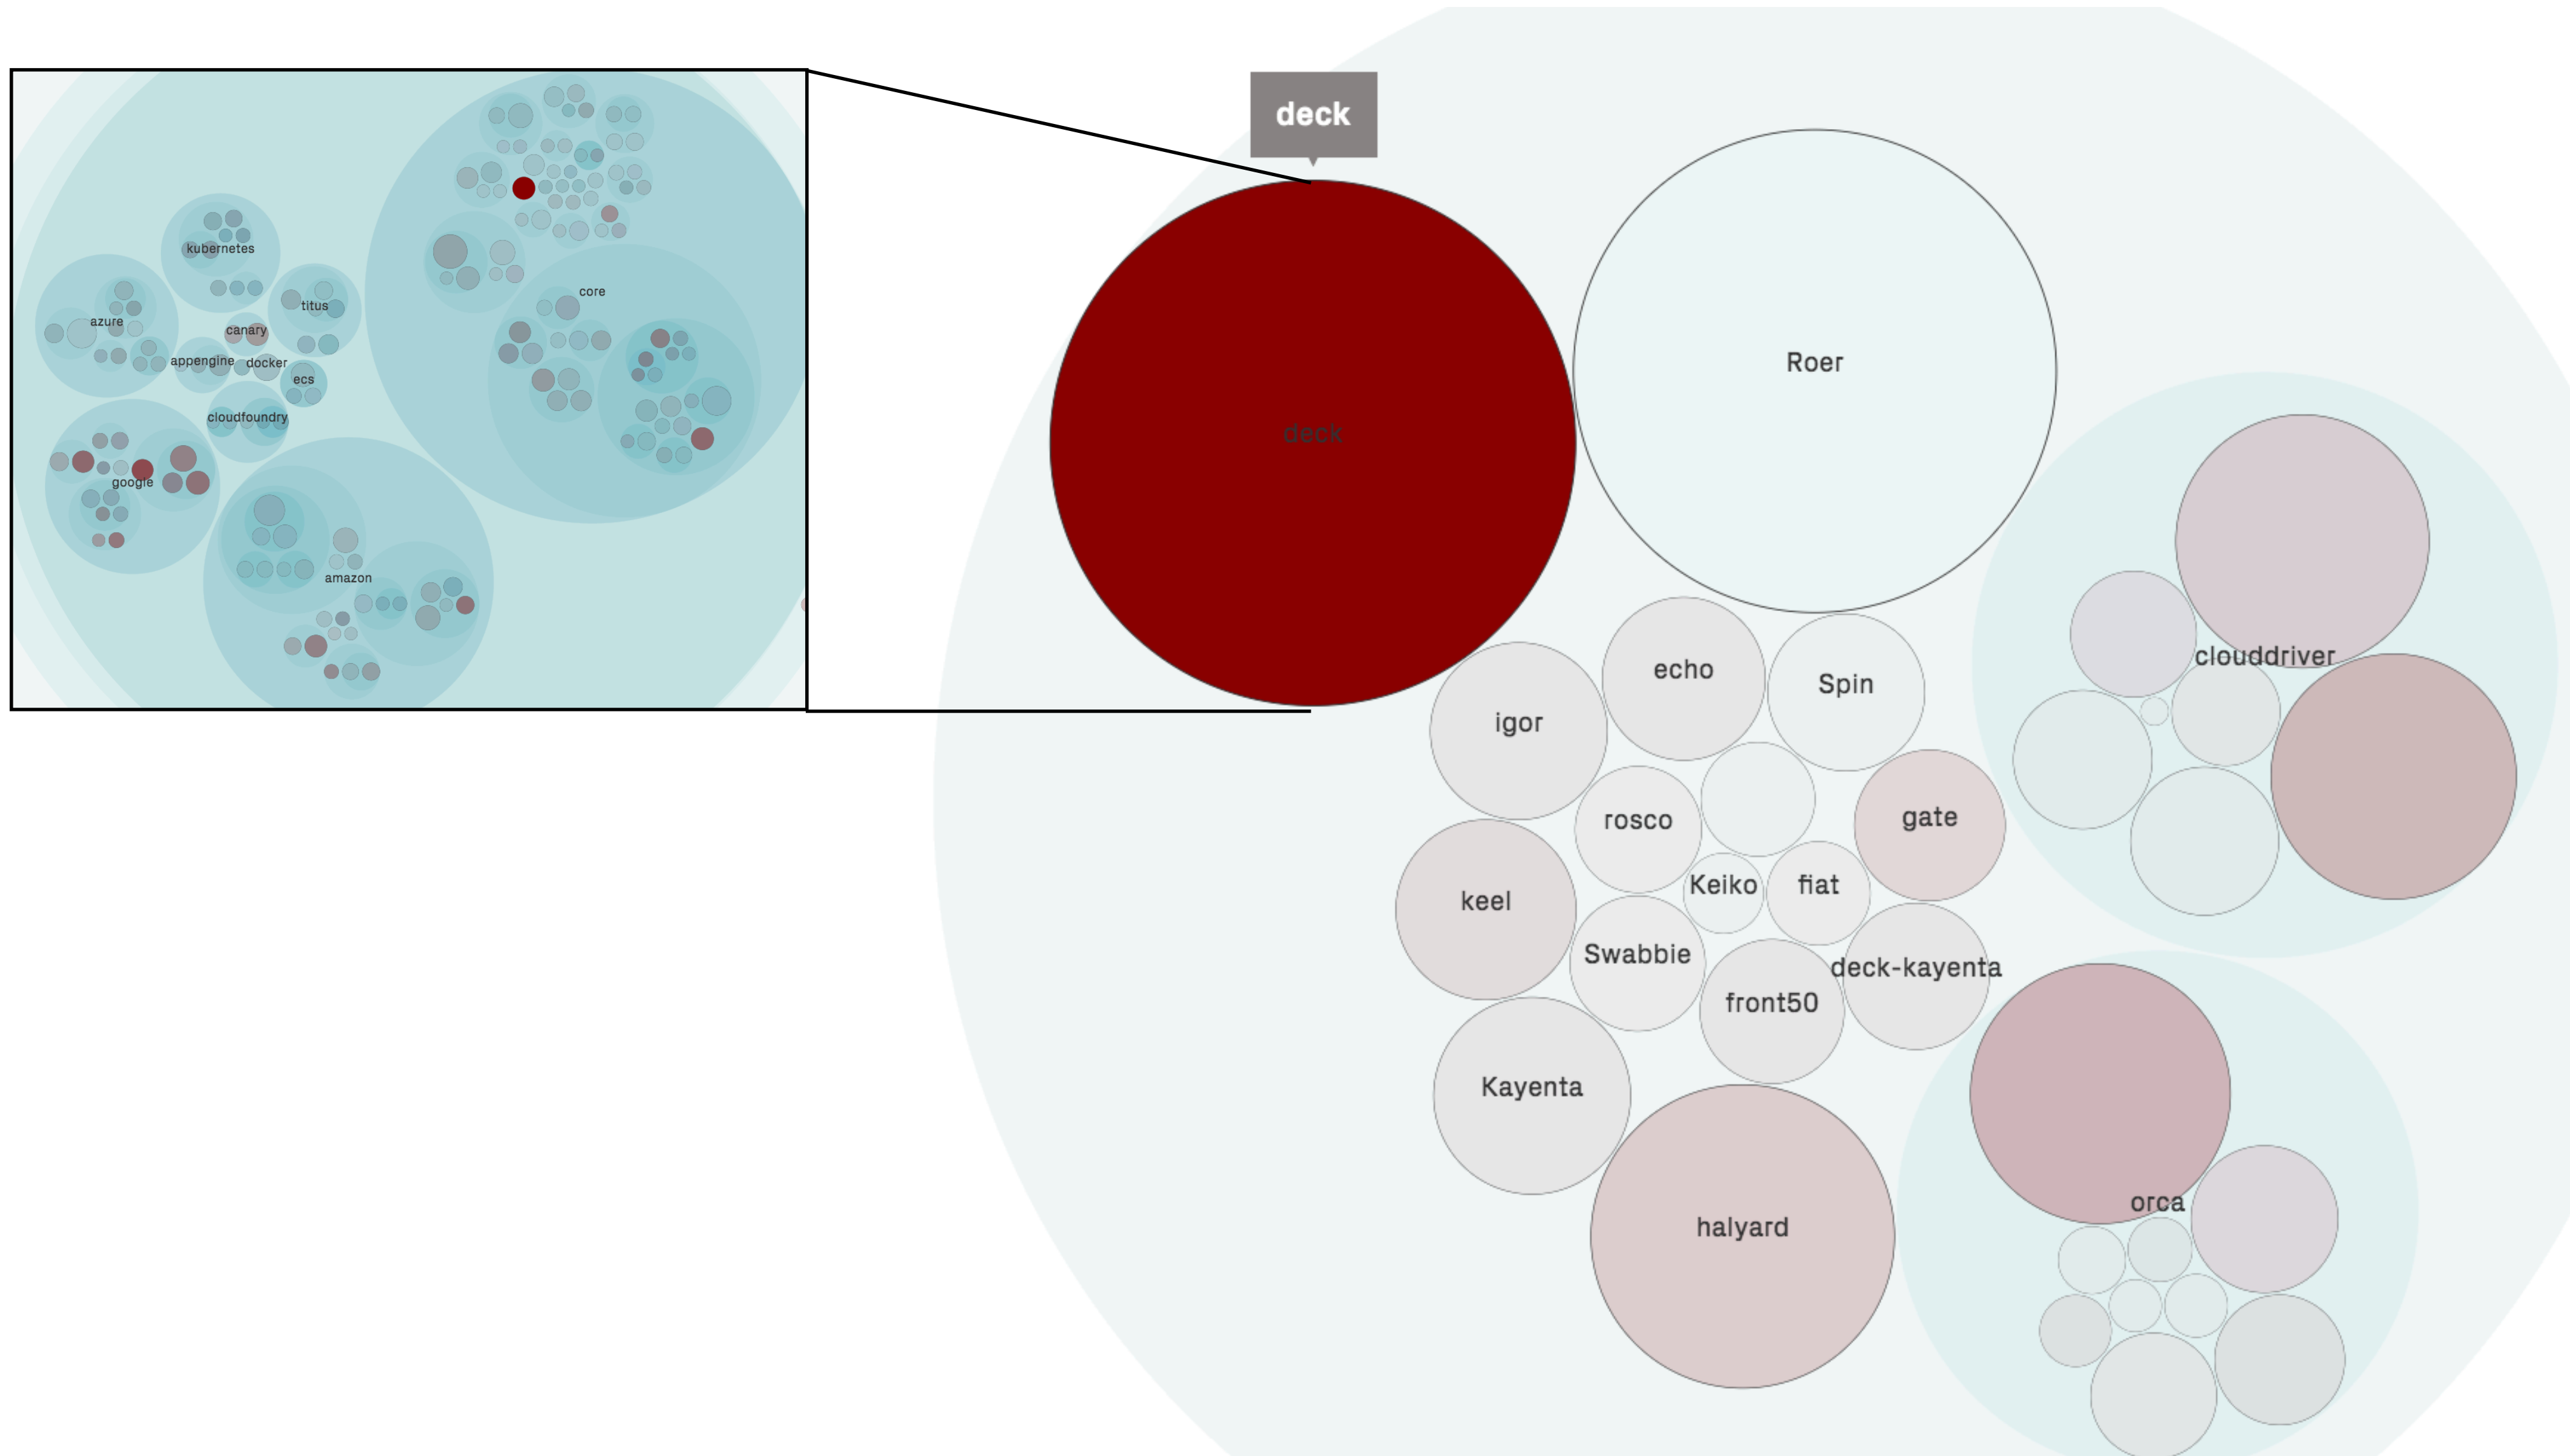 kubernetes
titus
azure
canary
appengine
docker
ecs
cloudfoundry
google
amazon
core
deck
deck
Roer
echo
Spin
igor
clouddriver
rosco
gate
Keiko
fiat
keel
Swabbie
deck-kayenta
front50
Kayenta
orca
halyard